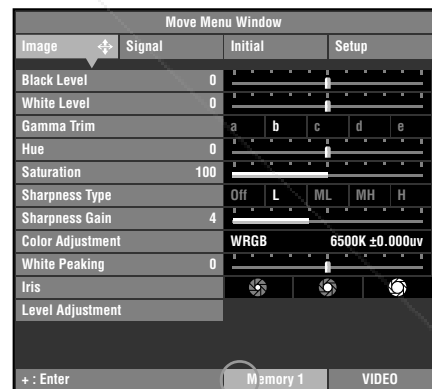 Move Menu Window
Image Signal Initial Setup
Black Level 0
White Level 0
Gamma Trim a b c d e
Hue 0
Saturation 100
Sharpness Type Off L ML MH H
Sharpness Gain 4
Color Adjustment WRGB 6500K ±0.000uv
White Peaking 0
Iris
Level Adjustment
+ : Enter Memory 1 VIDEO